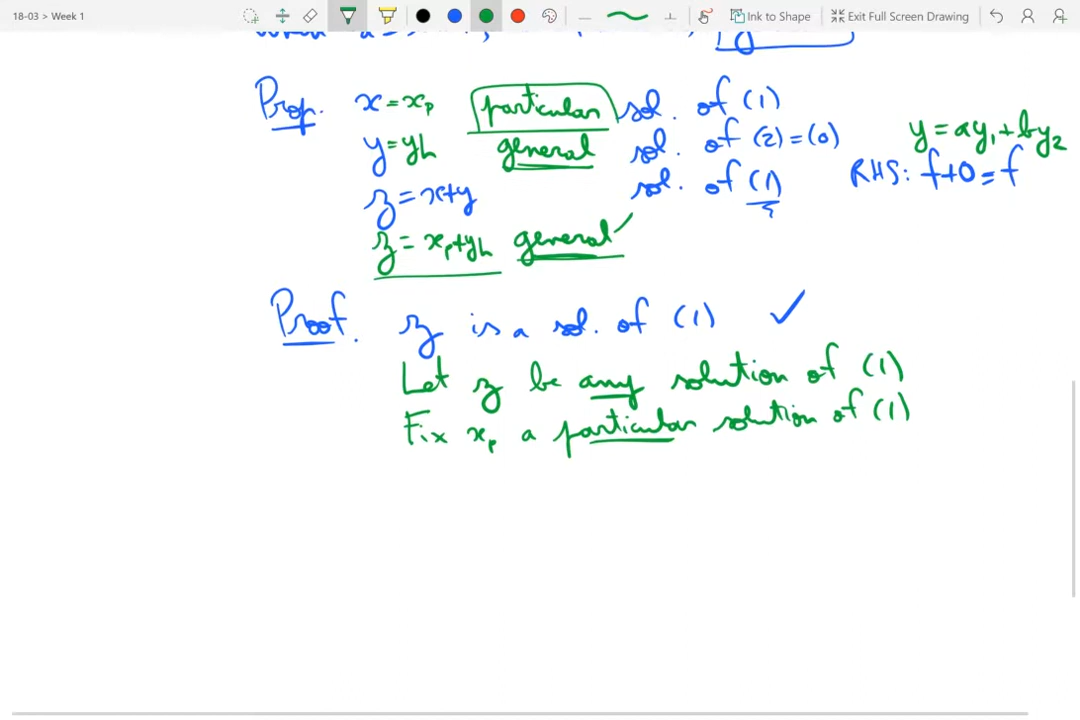 18-03 > Week 1
Ink to Shape
Exit Full Screen Drawing
Prop. x = xp particular sol. of (1)
y = yh general sol. of (2) = (0)
y = ay1 + by2
z = x+y sol. of (1)
RHS: f+0 = f
z = xp+yh general ✓
Proof. z is a sol. of (1) ✓
Let z be any solution of (1)
Fix xp a particular solution of (1)